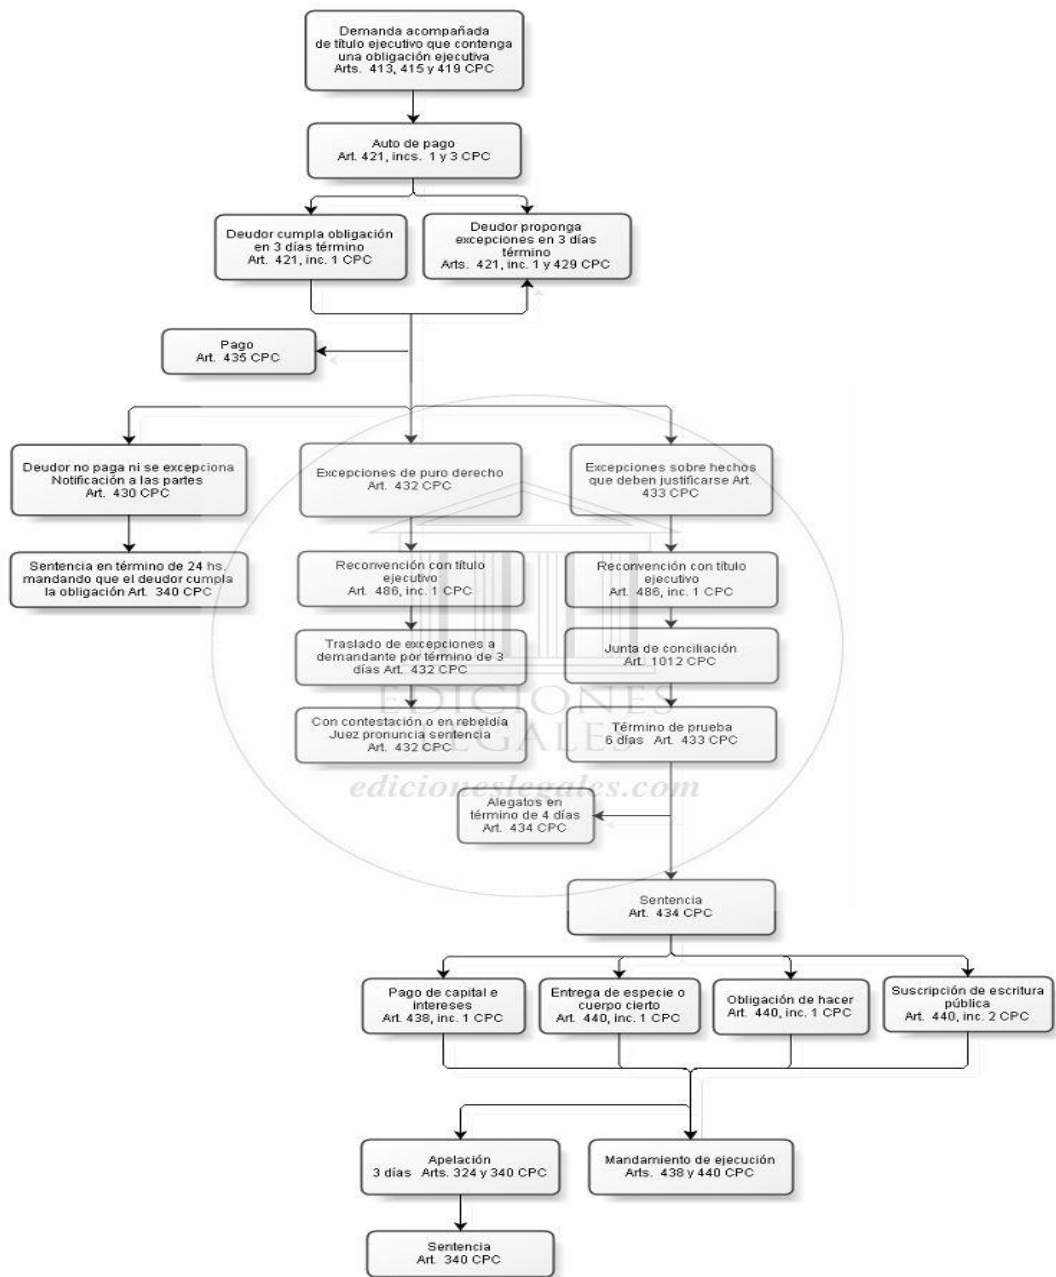 Demanda acompañada
de título ejecutivo que contenga
una obligación ejecutiva
Arts. 413, 415 y 419 CPC
Auto de pago
Art. 421, incs. 1 y 3 CPC
Deudor cumpla obligación
en 3 días término
Art. 421, inc. 1 CPC
Deudor proponga
excepciones en 3 días
término
Arts. 421, inc. 1 y 429 CPC
Pago
Art. 435 CPC
Deudor no paga ni se excepciona
Notificación a las partes
Art. 430 CPC
Excepciones de puro derecho
Art. 432 CPC
Excepciones sobre hechos
que deben justificarse Art.
433 CPC
Sentencia en término de 24 hs.
mandando que el deudor cumpla
la obligación Art. 340 CPC
Reconvención con título
ejecutivo
Art. 486, inc. 1 CPC
Reconvención con título
ejecutivo
Art. 486, inc. 1 CPC
Traslado de excepciones a
demandante por término de 3
días Art. 432 CPC
Junta de conciliación
Art. 1012 CPC
Con contestación o en rebeldía
Juez pronuncia sentencia
Art. 432 CPC
Término de prueba
6 días Art. 433 CPC
EDICIONES
LEGALES
edicioneslegales.com
Alegatos en
término de 4 días
Art. 434 CPC
Sentencia
Art. 434 CPC
Pago de capital e
intereses
Art. 438, inc. 1 CPC
Entrega de especie o
cuerpo cierto
Art. 440, inc. 1 CPC
Obligación de hacer
Art. 440, inc. 1 CPC
Suscripción de escritura
pública
Art. 440, inc. 2 CPC
Apelación
3 días Arts. 324 y 340 CPC
Mandamiento de ejecución
Arts. 438 y 440 CPC
Sentencia
Art. 340 CPC